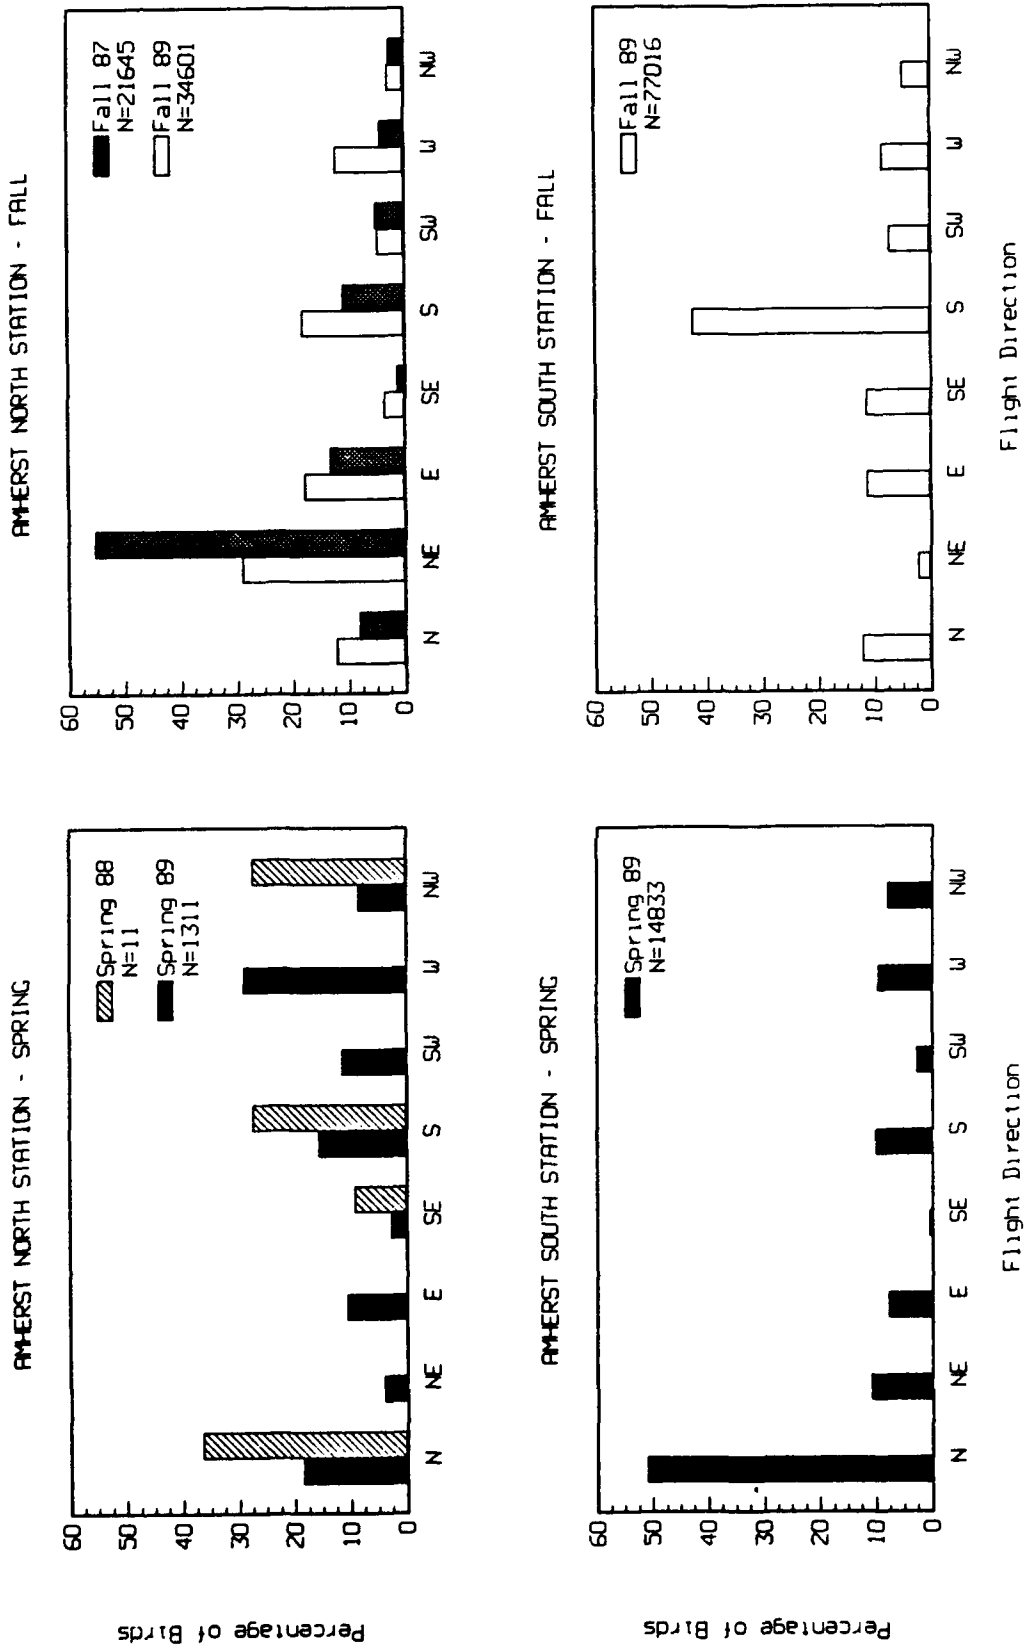 AMHERST NORTH STATION - SPRING
Percentage of Birds
60
50
40
30
20
10
0
Spring 88
N=11
Spring 89
N=1311
N NE E SE S SW W NW
AMHERST NORTH STATION - FALL
60
50
40
30
20
10
0
Fall 87
N=21645
Fall 89
N=34601
N NE E SE S SW W NW
AMHERST SOUTH STATION - SPRING
Percentage of Birds
60
50
40
30
20
10
0
Spring 89
N=14833
N NE E SE S SW W NW
Flight Direction
AMHERST SOUTH STATION - FALL
60
50
40
30
20
10
0
Fall 89
N=77016
N NE E SE S SW W NW
Flight Direction